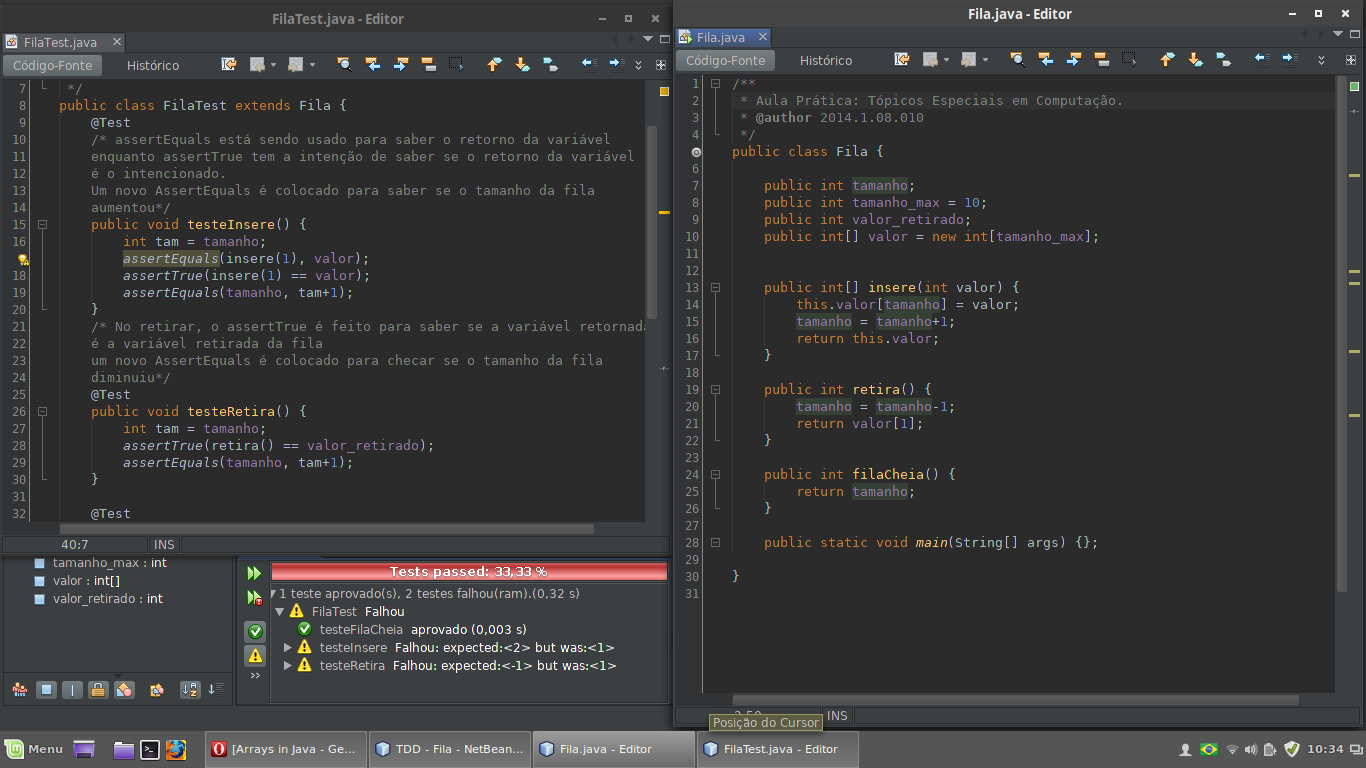 FilaTest.java - Editor
FilaTest.java
Código-Fonte
Histórico
7 */
8 public class FilaTest extends Fila {
9 @Test
10 /* assertEquals está sendo usado para saber o retorno da variável
11 enquanto assertTrue tem a intenção de saber se o retorno da variável
12 é o intencionado.
13 Um novo AssertEquals é colocado para saber se o tamanho da fila
14 aumentou*/
15 public void testeInsere() {
16 int tam = tamanho;
assertEquals(insere(1), valor);
18 assertTrue(insere(1) == valor);
19 assertEquals(tamanho, tam+1);
20 }
21 /* No retirar, o assertTrue é feito para saber se a variável retornada
22 é a variável retirada da fila
23 um novo AssertEquals é colocado para checar se o tamanho da fila
24 diminuiu*/
25 @Test
26 public void testeRetira() {
27 int tam = tamanho;
28 assertTrue(retira() == valor_retirado);
29 assertEquals(tamanho, tam+1);
30 }
31
32 @Test
40:7 INS
tamanho_max : int
valor : int[]
valor_retirado : int
Tests passed: 33,33 %
1 teste aprovado(s), 2 testes falhou(ram).(0,32 s)
FilaTest Falhou
testeFilaCheia aprovado (0,003 s)
testeInsere Falhou: expected:<2> but was:<1>
testeRetira Falhou: expected:<-1> but was:<1>
Fila.java - Editor
Fila.java
Código-Fonte
Histórico
1 /**
2 * Aula Prática: Tópicos Especiais em Computação.
3 * @author 2014.1.08.010
4 */
public class Fila {
6
7 public int tamanho;
8 public int tamanho_max = 10;
9 public int valor_retirado;
10 public int[] valor = new int[tamanho_max];
11
12
13 public int[] insere(int valor) {
14 this.valor[tamanho] = valor;
15 tamanho = tamanho+1;
16 return this.valor;
17 }
18
19 public int retira() {
20 tamanho = tamanho-1;
21 return valor[1];
22 }
23
24 public int filaCheia() {
25 return tamanho;
26 }
27
28 public static void main(String[] args) {};
29
30 }
31
INS
Posição do Cursor
Menu
[Arrays in Java - Ge...
TDD - Fila - NetBean...
Fila.java - Editor
FilaTest.java - Editor
10:34